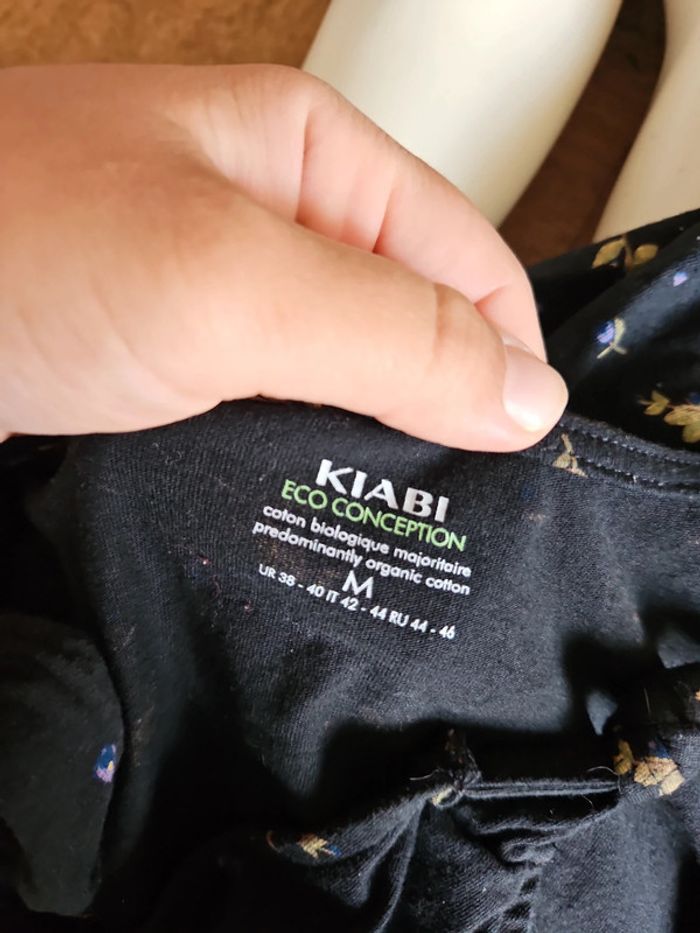 KIABI
ECO CONCEPTION
coton biologique majoritaire
predominantly organic cotton
M
UR 38 - 40 IT 42 - 44 RU 44 - 46